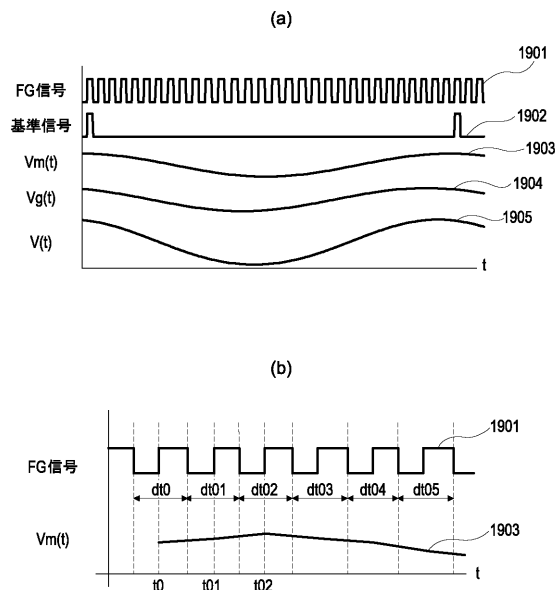 (a)
1901
FG信号
1902
基準信号
1903
Vm(t)
1904
Vg(t)
1905
V(t)
t
(b)
1901
FG信号
dt0 dt01 dt02 dt03 dt04 dt05
1903
Vm(t)
t
t0 t01 t02